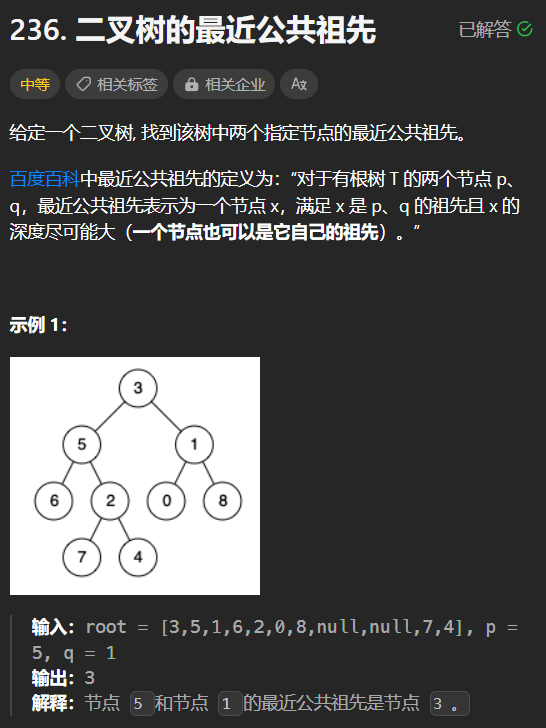 236. 二叉树的最近公共祖先
已解答
中等
相关标签
相关企业
给定一个二叉树, 找到该树中两个指定节点的最近公共祖先。
百度百科中最近公共祖先的定义为：“对于有根树 T 的两个节点 p、
q，最近公共祖先表示为一个节点 x，满足 x 是 p、q 的祖先且 x 的
深度尽可能大（一个节点也可以是它自己的祖先）。”
示例 1：
3
5 1
6 2 0 8
7 4
输入：root = [3,5,1,6,2,0,8,null,null,7,4], p =
5, q = 1
输出：3
解释：节点 5 和节点 1 的最近公共祖先是节点 3 。